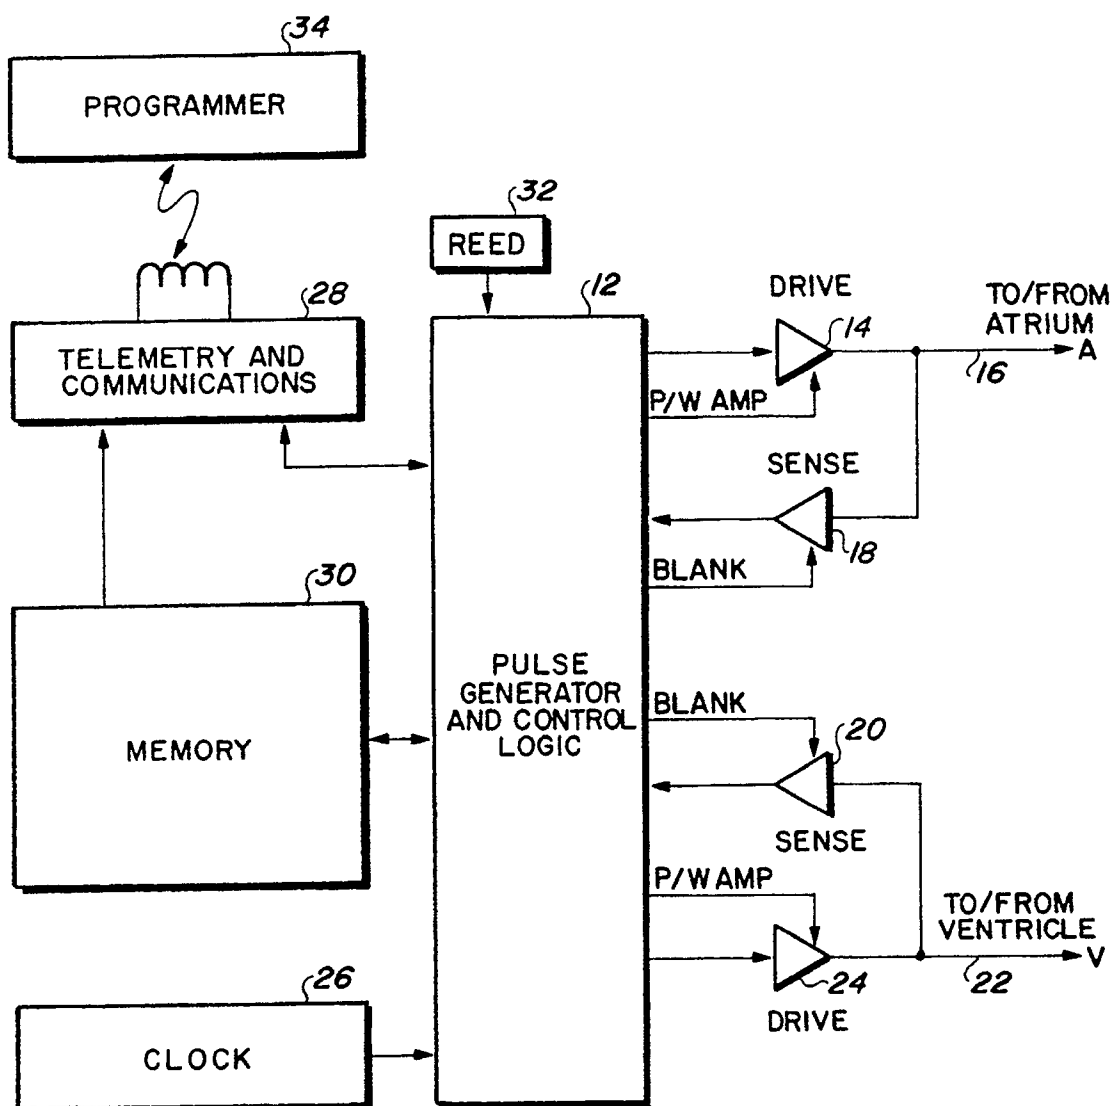 34
PROGRAMMER
32
REED
28
TELEMETRY AND
COMMUNICATIONS
12
DRIVE
14
TO/FROM
ATRIUM
A
16
P/W AMP
SENSE
18
BLANK
30
MEMORY
PULSE
GENERATOR
AND CONTROL
LOGIC
BLANK
20
SENSE
P/W AMP
TO/FROM
VENTRICLE
V
22
24
DRIVE
26
CLOCK